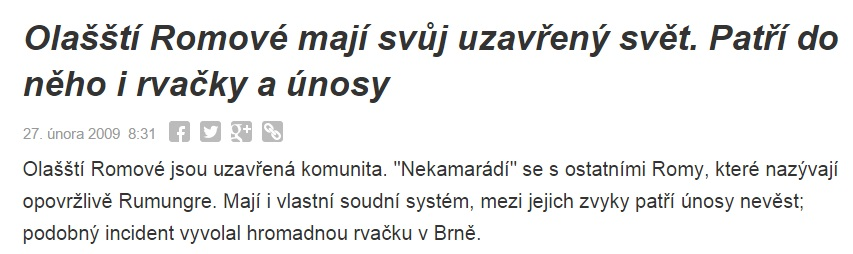 Olašští Romové mají svůj uzavřený svět. Patří do
něho i rvačky a únosy
27. února 2009 8:31
Olašští Romové jsou uzavřená komunita. "Nekamarádí" se s ostatními Romy, které nazývají
opovržlivě Rumungre. Mají i vlastní soudní systém, mezi jejich zvyky patří únosy nevěst;
podobný incident vyvolal hromadnou rvačku v Brně.